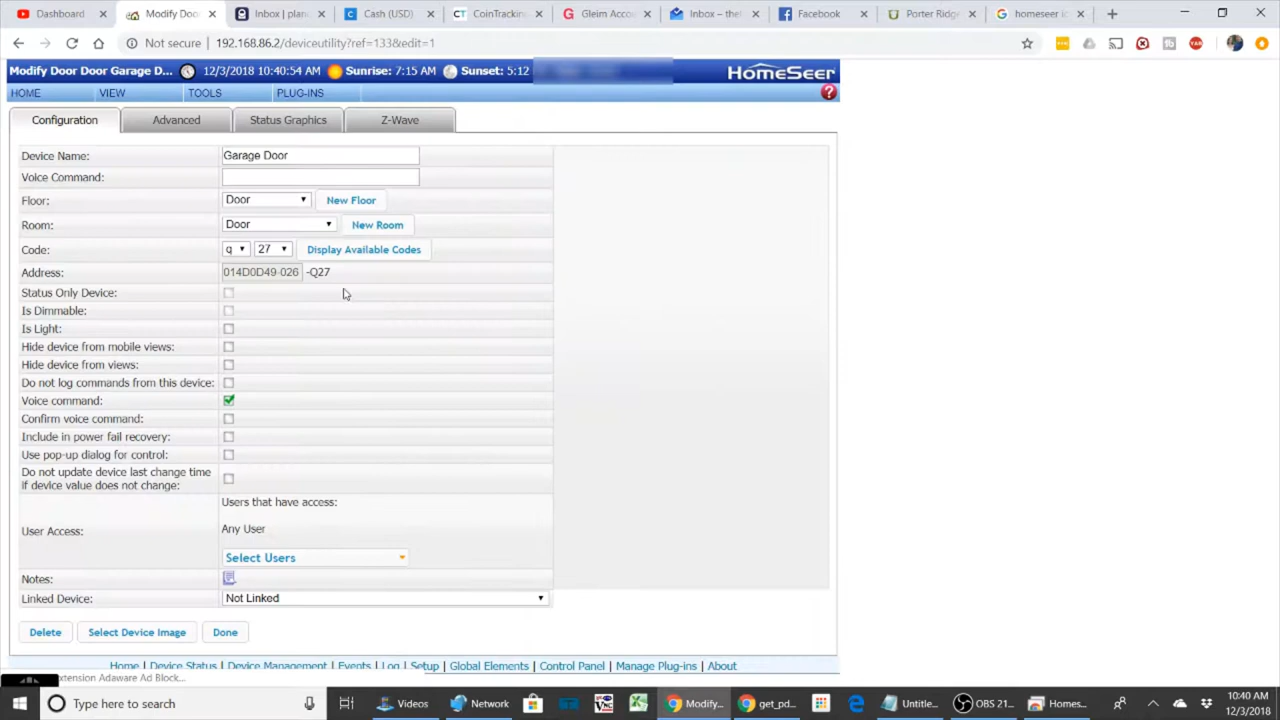 Dashboard
Modify Do
Inbox | plan
Cash (USD)
CoinTrackin
Gleim Acco
Inbox – thef
Facebook
Porter Ridg
homeseer ic
Not secure | 192.168.86.2/deviceutility?ref=133&edit=1
Modify Door Door Garage D... 12/3/2018 10:40:54 AM Sunrise: 7:15 AM Sunset: 5:12 HomeSeer
HOME VIEW TOOLS PLUG-INS ?
Configuration Advanced Status Graphics Z-Wave
Device Name: Garage Door
Voice Command:
Floor: Door New Floor
Room: Door New Room
Code: q 27 Display Available Codes
Address: 014D0D49-026 -Q27
Status Only Device:
Is Dimmable:
Is Light:
Hide device from mobile views:
Hide device from views:
Do not log commands from this device:
Voice command:
Confirm voice command:
Include in power fail recovery:
Use pop-up dialog for control:
Do not update device last change time
if device value does not change:
Users that have access:
User Access: Any User
Select Users
Notes:
Linked Device: Not Linked
Delete Select Device Image Done
Home | Device Status | Device Management | Events | Log | Setup | Global Elements | Control Panel | Manage Plug-ins | About
xtension Adaware Ad Block...
Type here to search
Videos
Network
Modify...
get_pd...
Untitle...
OBS 21...
Homes...
10:40 AM
12/3/2018